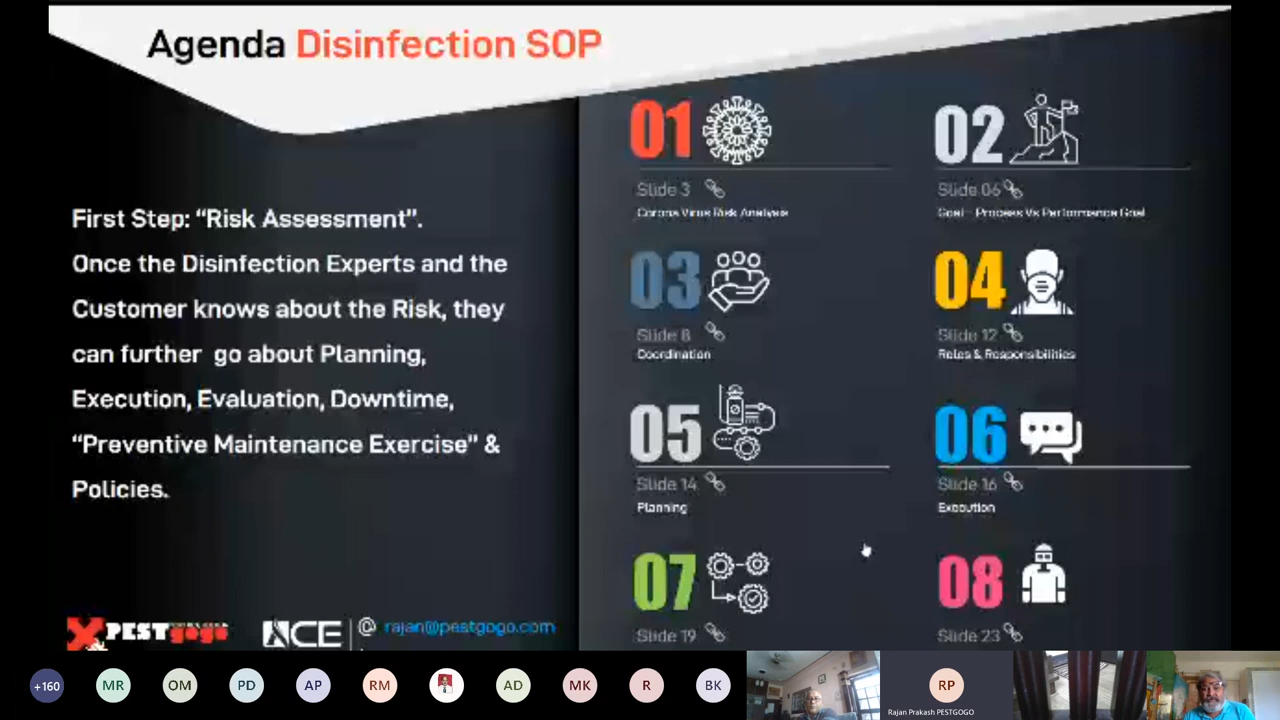 Agenda Disinfection SOP
First Step: “Risk Assessment”.
Once the Disinfection Experts and the
Customer knows about the Risk, they
can further go about Planning,
Execution, Evaluation, Downtime,
“Preventive Maintenance Exercise” &
Policies.
01
Slide 3
Corona Virus Risk Analysis
02
Slide 06
Goal - Process Vs Performance Goal
03
Slide 8
Coordination
04
Slide 12
Roles & Responsibilities
05
Slide 14
Planning
06
Slide 16
Execution
07
Slide 19
08
Slide 23
PESTgogo
ACE
@ rajan@pestgogo.com
+160
MR
OM
PD
AP
RM
AD
MK
R
BK
RP
Rajan Prakash PESTGOGO